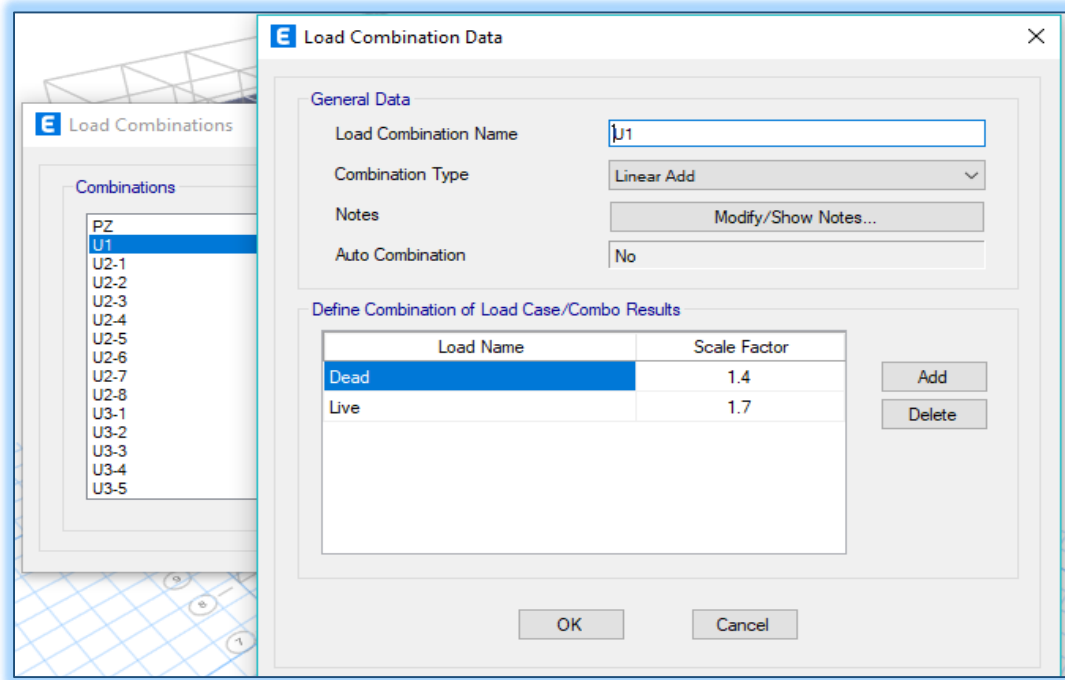 E Load Combination Data
General Data
Load Combination Name U1
Combination Type Linear Add
Notes Modify/Show Notes...
Auto Combination No
Define Combination of Load Case/Combo Results
Load Name Scale Factor
Dead 1.4
Live 1.7
Add
Delete
OK Cancel
E Load Combinations
Combinations
PZ
U1
U2-1
U2-2
U2-3
U2-4
U2-5
U2-6
U2-7
U2-8
U3-1
U3-2
U3-3
U3-4
U3-5
9
8
7